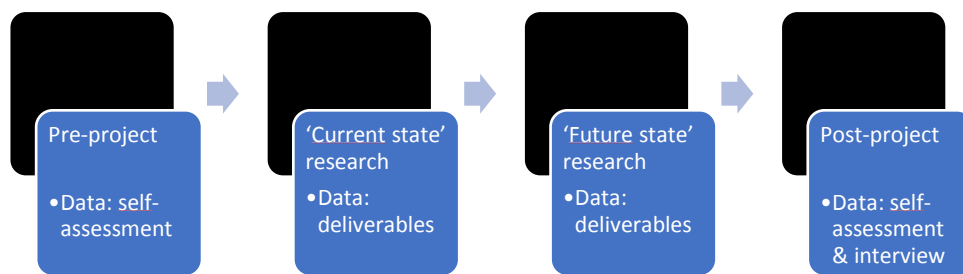 Pre-project
•Data: self-
assessment
‘Current state’
research
•Data:
deliverables
‘Future state’
research
•Data:
deliverables
Post-project
•Data: self-
assessment
& interview